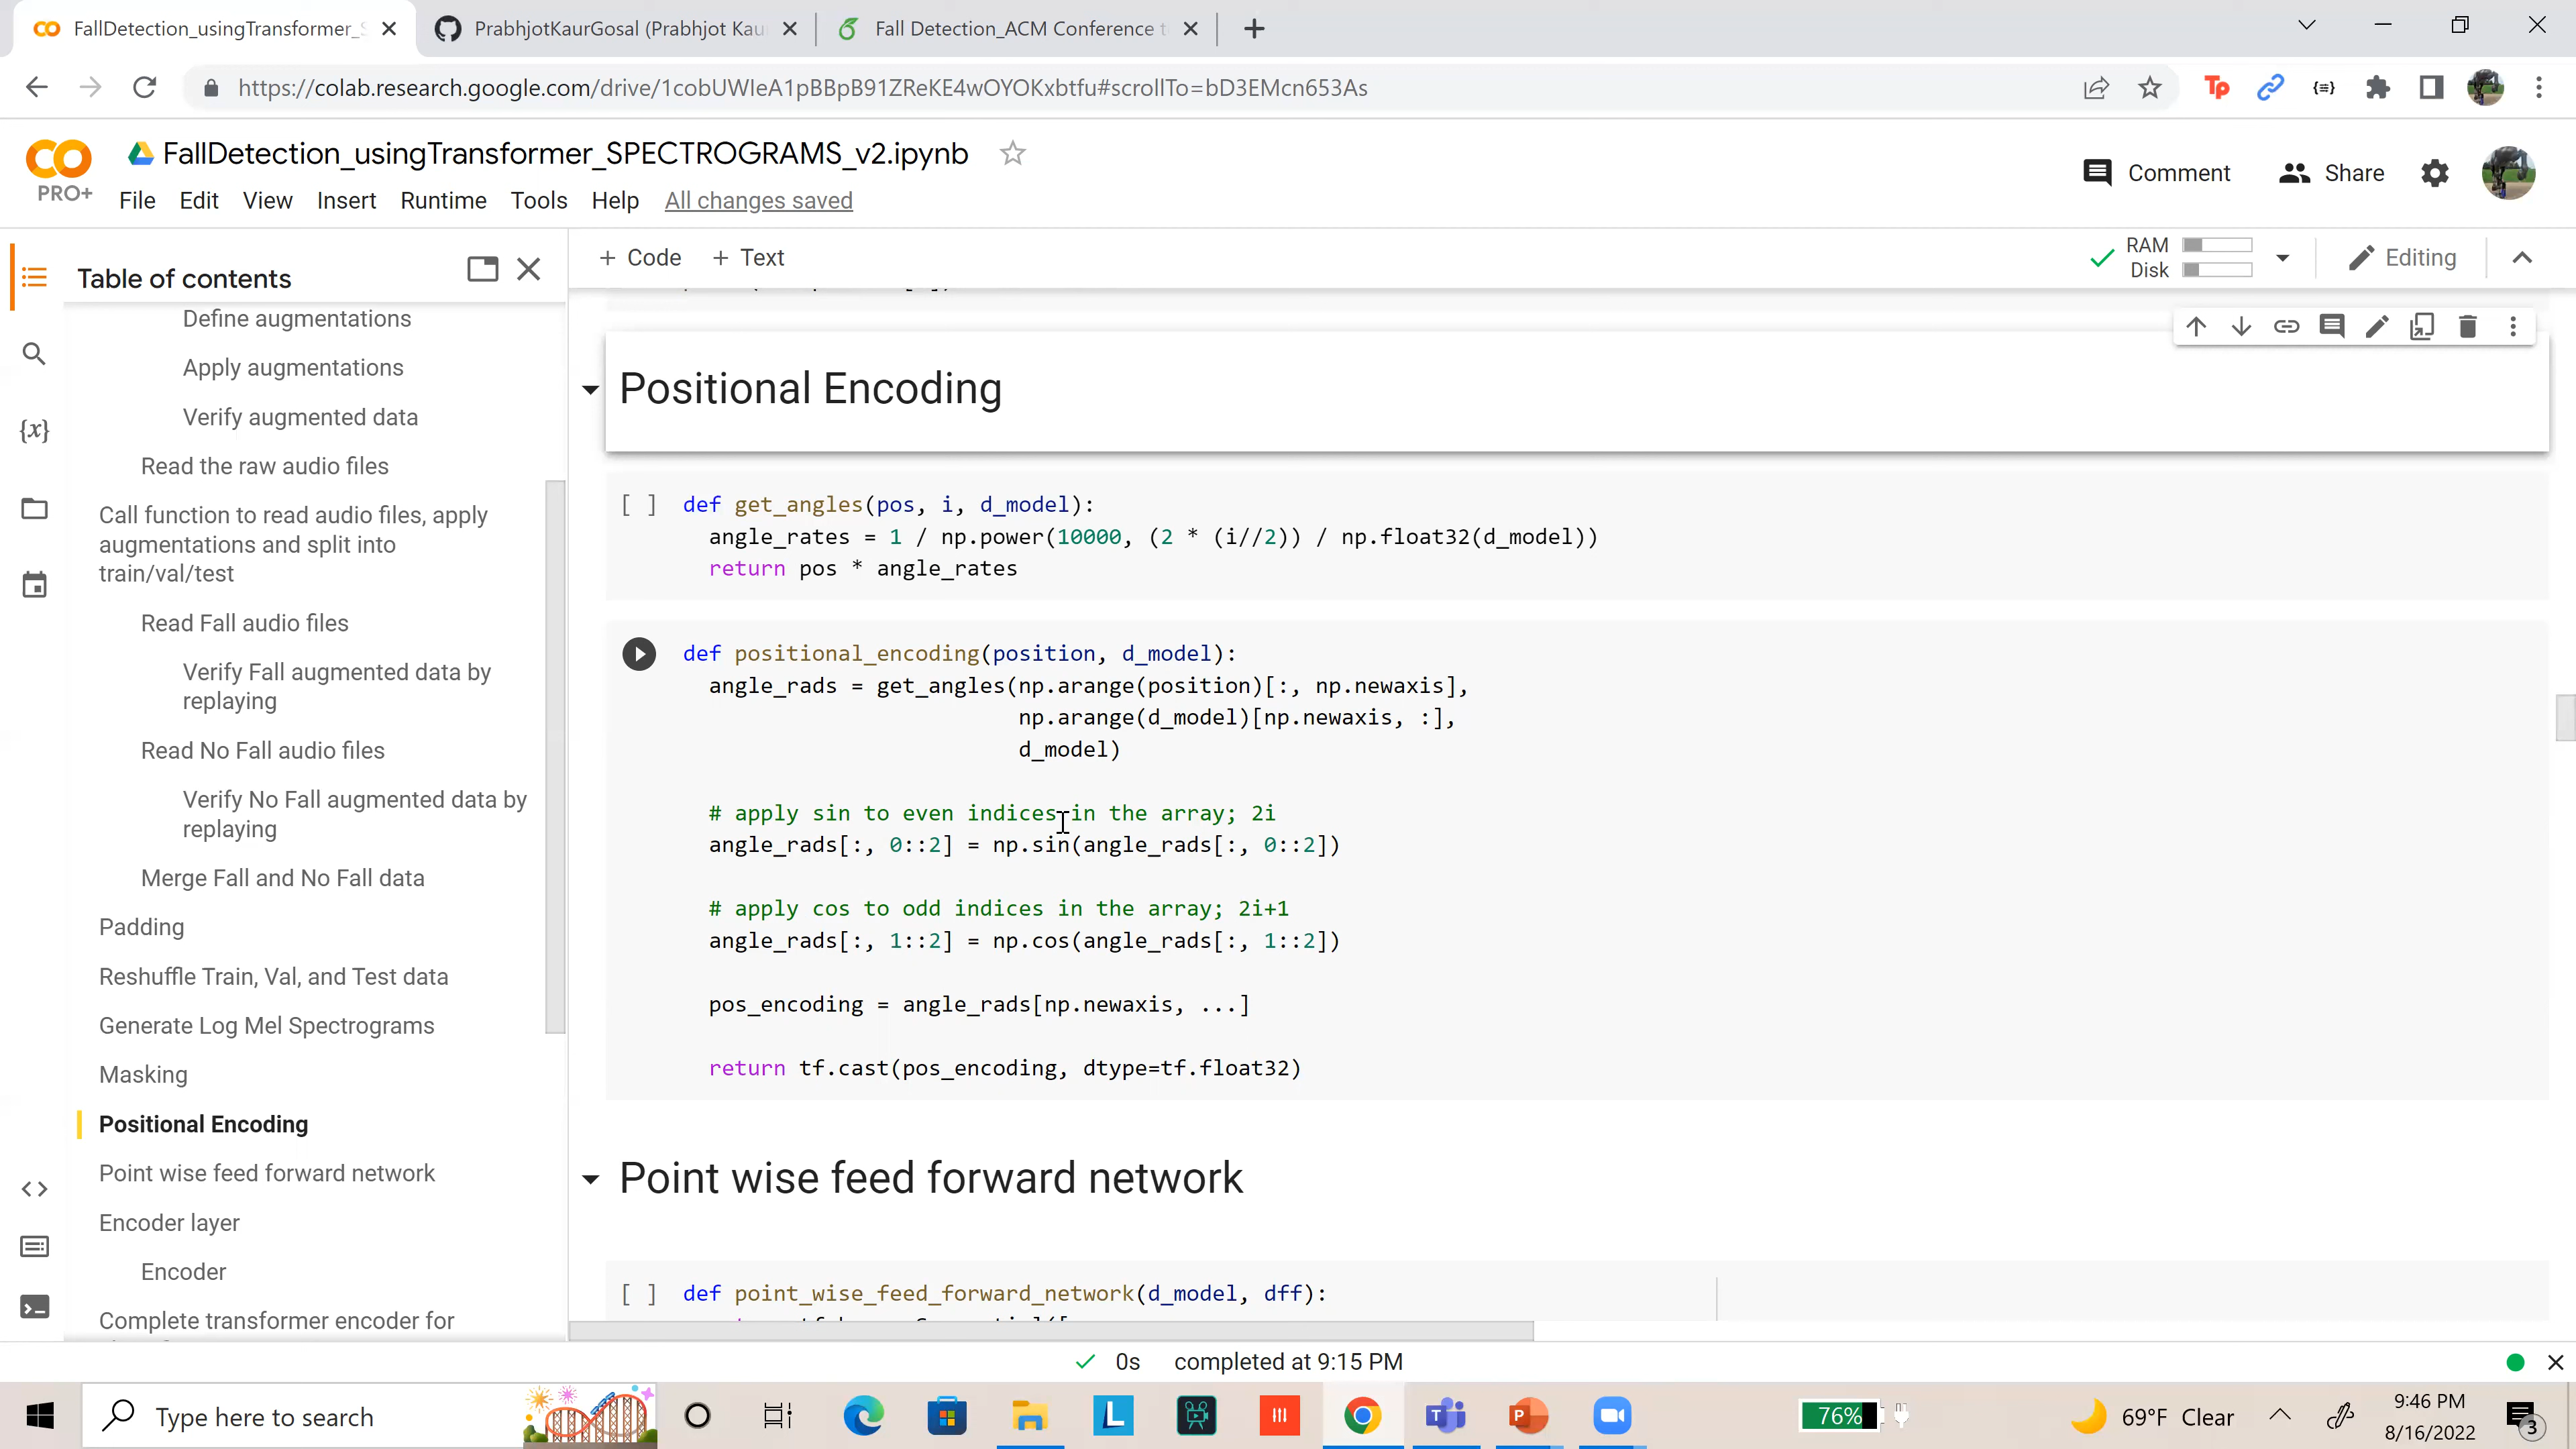 FallDetection_usingTransformer_S
PrabhjotKaurGosal (Prabhjot Kau
Fall Detection_ACM Conference t
https://colab.research.google.com/drive/1cobUWIeA1pBBpB91ZReKE4wOYOKxbtfu#scrollTo=bD3EMcn653As
PRO+
FallDetection_usingTransformer_SPECTROGRAMS_v2.ipynb
File Edit View Insert Runtime Tools Help All changes saved
Comment
Share
Table of contents
+ Code + Text
RAM
Disk
Editing
Define augmentations
Apply augmentations
Verify augmented data
Read the raw audio files
Call function to read audio files, apply
augmentations and split into
train/val/test
Read Fall audio files
Verify Fall augmented data by
replaying
Read No Fall audio files
Verify No Fall augmented data by
replaying
Merge Fall and No Fall data
Padding
Reshuffle Train, Val, and Test data
Generate Log Mel Spectrograms
Masking
Positional Encoding
Point wise feed forward network
Encoder layer
Encoder
Complete transformer encoder for
Positional Encoding
[ ] def get_angles(pos, i, d_model):
angle_rates = 1 / np.power(10000, (2 * (i//2)) / np.float32(d_model))
return pos * angle_rates
def positional_encoding(position, d_model):
angle_rads = get_angles(np.arange(position)[:, np.newaxis],
np.arange(d_model)[np.newaxis, :],
d_model)
# apply sin to even indices in the array; 2i
angle_rads[:, 0::2] = np.sin(angle_rads[:, 0::2])
# apply cos to odd indices in the array; 2i+1
angle_rads[:, 1::2] = np.cos(angle_rads[:, 1::2])
pos_encoding = angle_rads[np.newaxis, ...]
return tf.cast(pos_encoding, dtype=tf.float32)
Point wise feed forward network
[ ] def point_wise_feed_forward_network(d_model, dff):
0s completed at 9:15 PM
Type here to search
76%
69°F Clear
9:46 PM
8/16/2022
3